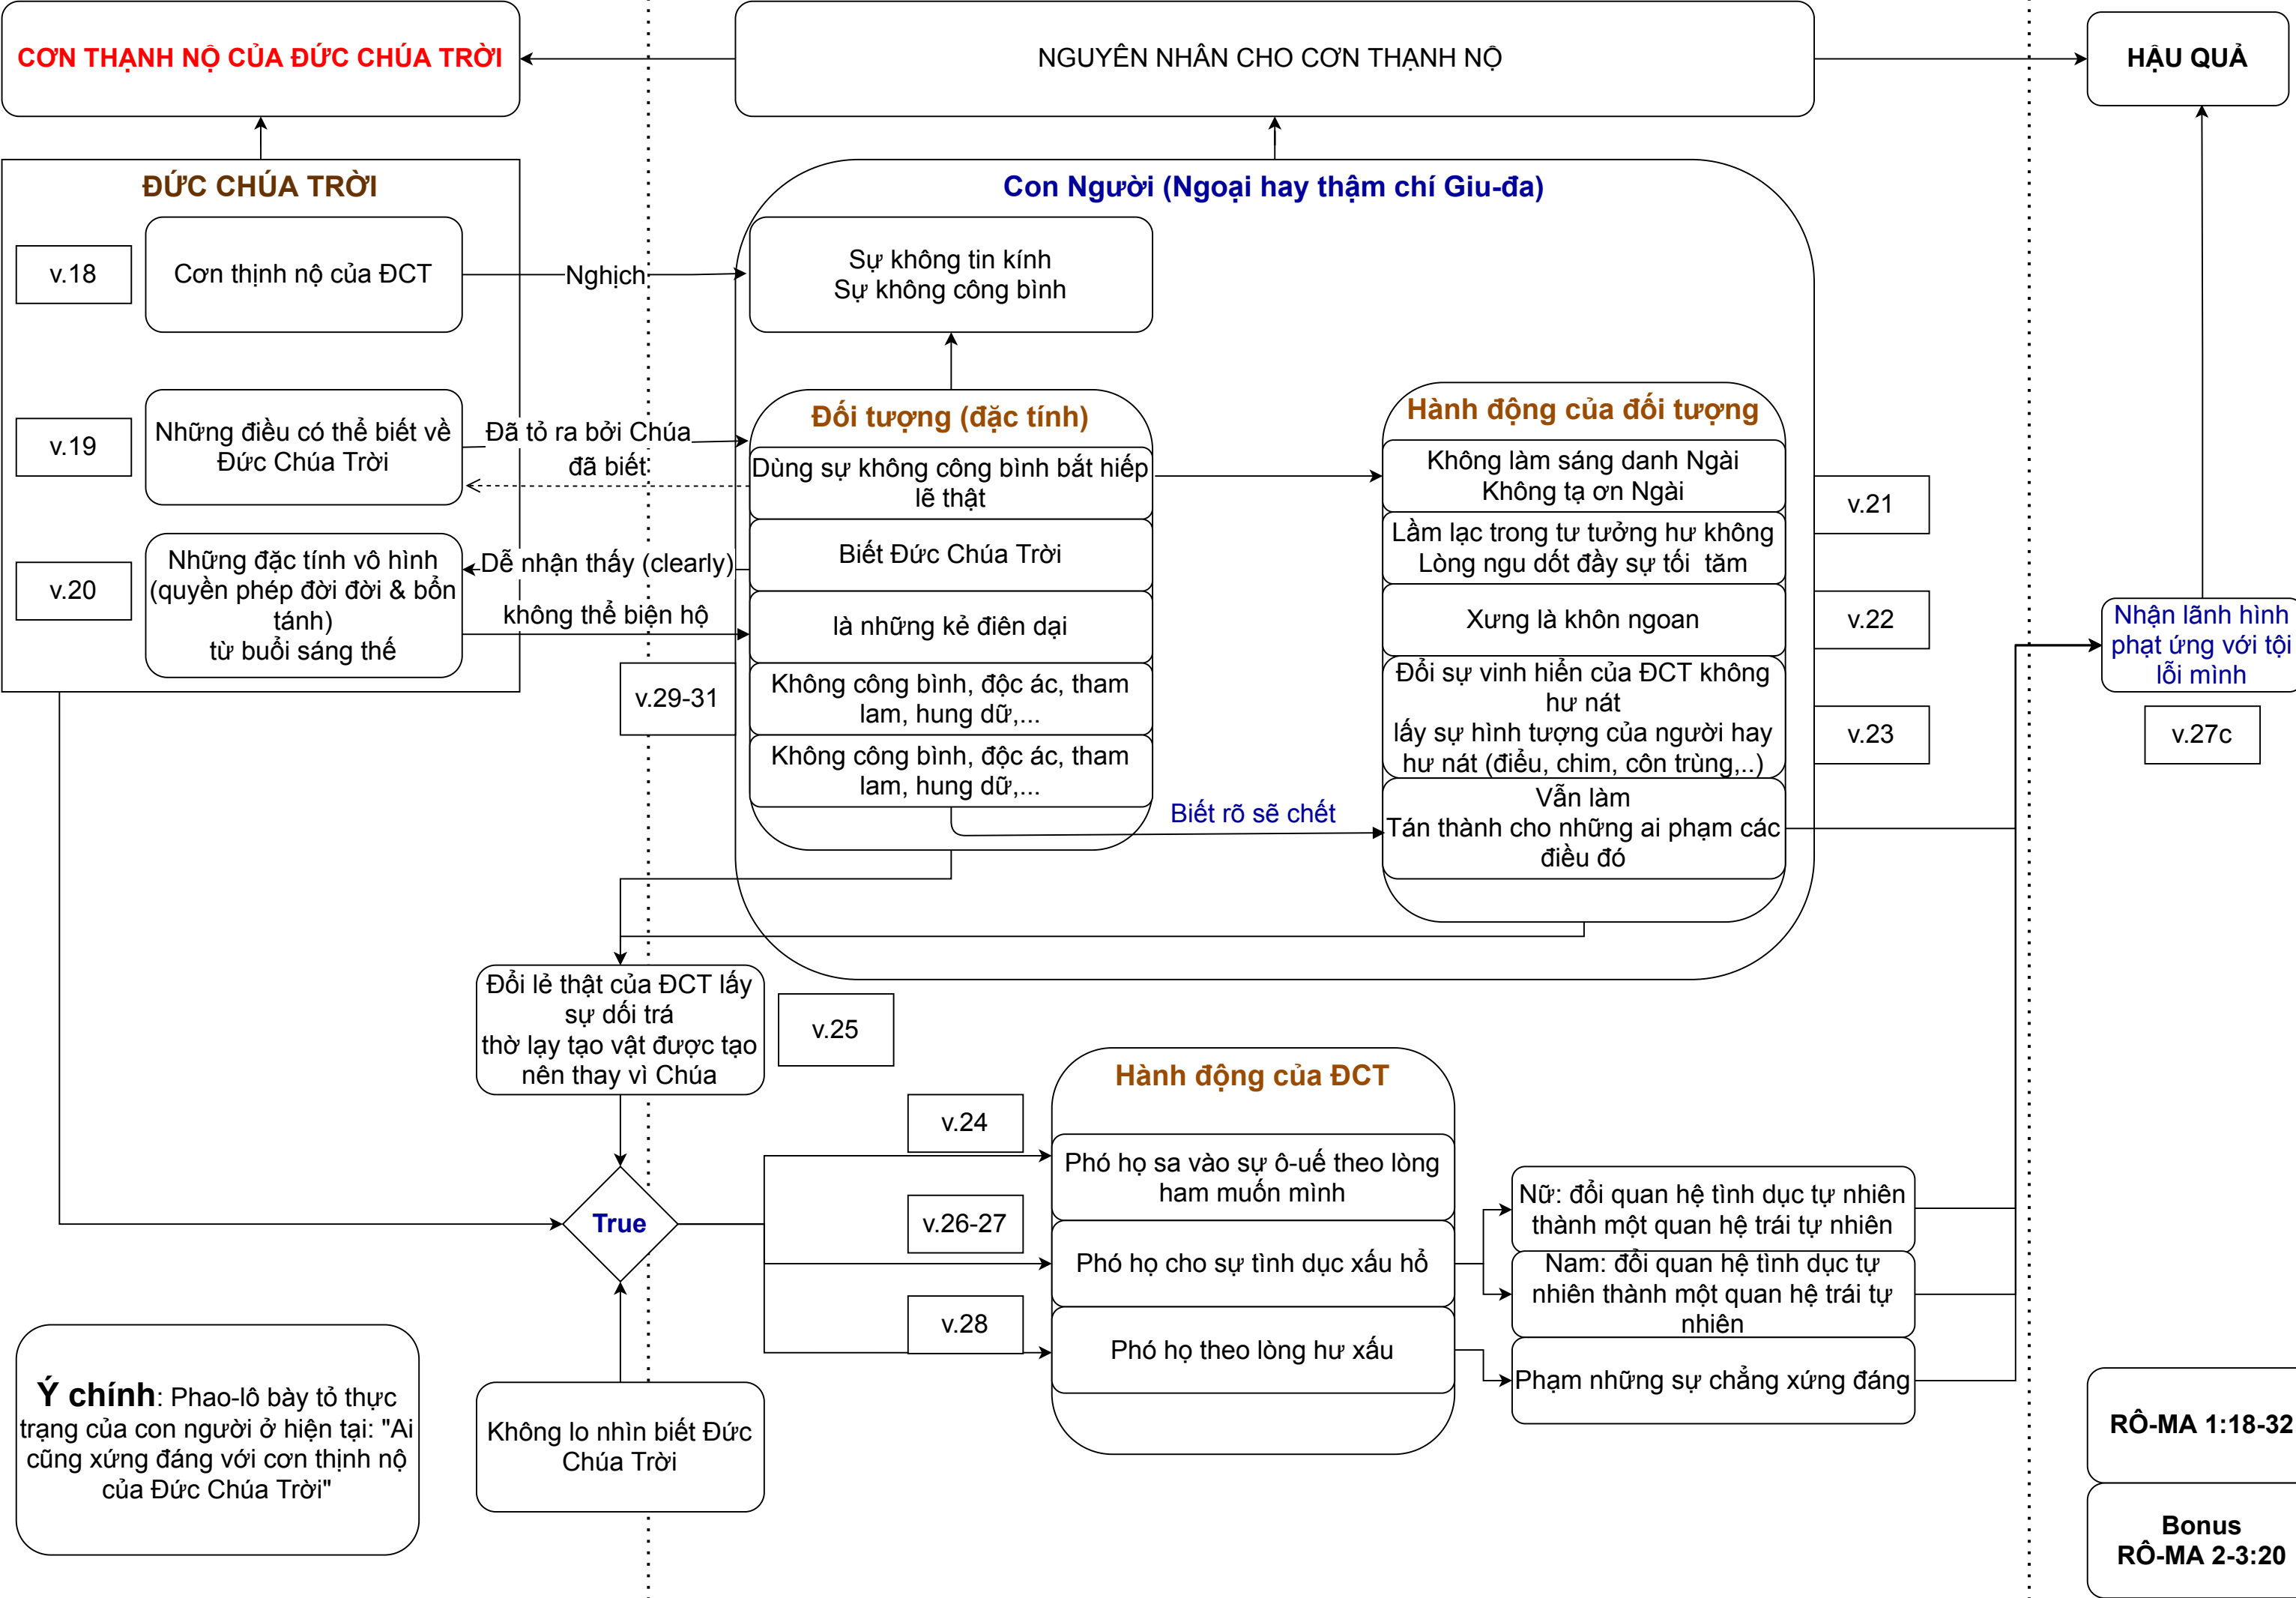 CƠN THẠNH NỘ CỦA ĐỨC CHÚA TRỜI
NGUYÊN NHÂN CHO CƠN THẠNH NỘ
HẬU QUẢ
ĐỨC CHÚA TRỜI
v.18
Cơn thịnh nộ của ĐCT
Nghịch
v.19
Những điều có thể biết về
Đức Chúa Trời
Đã tỏ ra bởi Chúa
đã biết
v.20
Những đặc tính vô hình
(quyền phép đời đời & bổn
tánh)
từ buổi sáng thế
Dễ nhận thấy (clearly)
không thể biện hộ
Con Người (Ngoại hay thậm chí Giu-đa)
Sự không tin kính
Sự không công bình
Đối tượng (đặc tính)
Dùng sự không công bình bắt hiếp
lẽ thật
Biết Đức Chúa Trời
là những kẻ điên dại
v.29-31
Không công bình, độc ác, tham
lam, hung dữ,...
Không công bình, độc ác, tham
lam, hung dữ,...
Biết rõ sẽ chết
Hành động của đối tượng
Không làm sáng danh Ngài
Không tạ ơn Ngài
v.21
Lầm lạc trong tư tưởng hư không
Lòng ngu dốt đầy sự tối tăm
Xưng là khôn ngoan
v.22
Đổi sự vinh hiển của ĐCT không
hư nát
lấy sự hình tượng của người hay
hư nát (điểu, chim, côn trùng,..)
v.23
Vẫn làm
Tán thành cho những ai phạm các
điều đó
Nhận lãnh hình
phạt ứng với tội
lỗi mình
v.27c
Đổi lẻ thật của ĐCT lấy
sự dối trá
thờ lạy tạo vật được tạo
nên thay vì Chúa
v.25
True
Không lo nhìn biết Đức
Chúa Trời
v.24
v.26-27
v.28
Hành động của ĐCT
Phó họ sa vào sự ô-uế theo lòng
ham muốn mình
Phó họ cho sự tình dục xấu hổ
Phó họ theo lòng hư xấu
Nữ: đổi quan hệ tình dục tự nhiên
thành một quan hệ trái tự nhiên
Nam: đổi quan hệ tình dục tự
nhiên thành một quan hệ trái tự
nhiên
Phạm những sự chẳng xứng đáng
Ý chính: Phao-lô bày tỏ thực
trạng của con người ở hiện tại: "Ai
cũng xứng đáng với cơn thịnh nộ
của Đức Chúa Trời"
RÔ-MA 1:18-32
Bonus
RÔ-MA 2-3:20